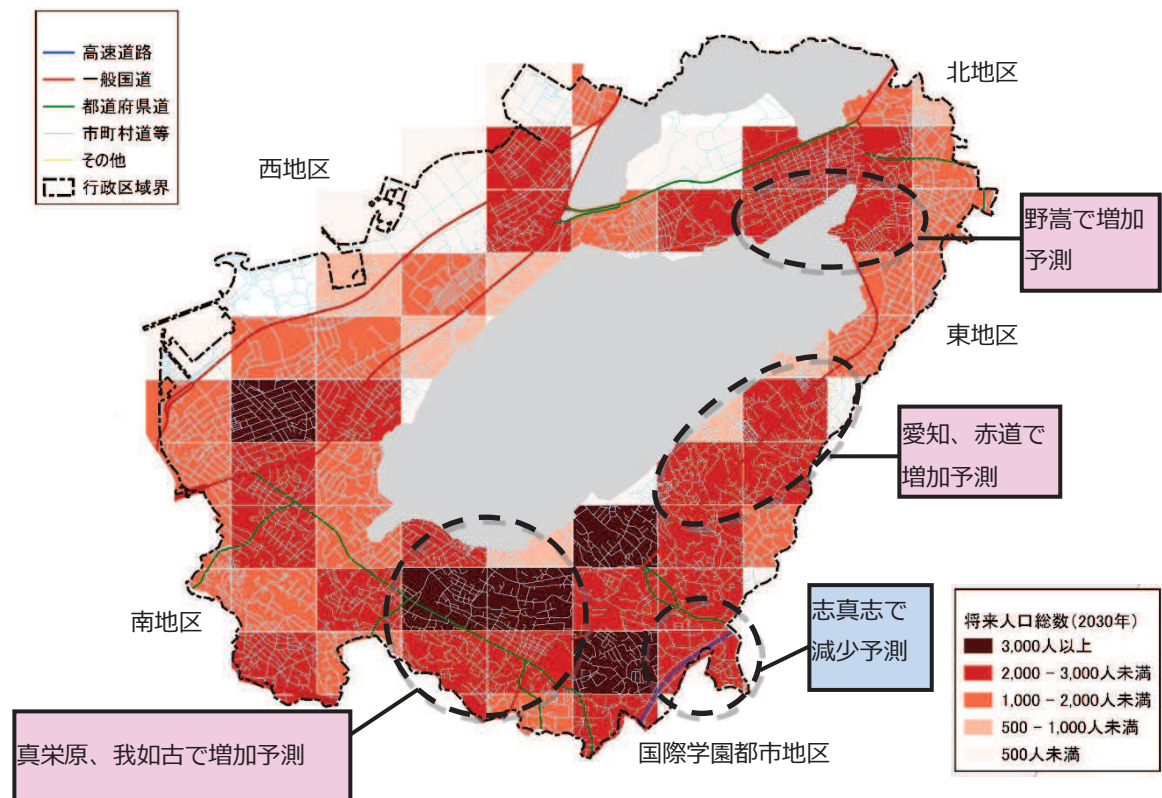 高速道路
一般国道
都道府県道
市町村道等
その他
行政区域界
北地区
西地区
野嵩で増加
予測
東地区
愛知、赤道で
増加予測
志真志で
減少予測
南地区
国際学園都市地区
真栄原、我如古で増加予測
将来人口総数(2030年)
3,000人以上
2,000 - 3,000人未満
1,000 - 2,000人未満
500 - 1,000人未満
500人未満